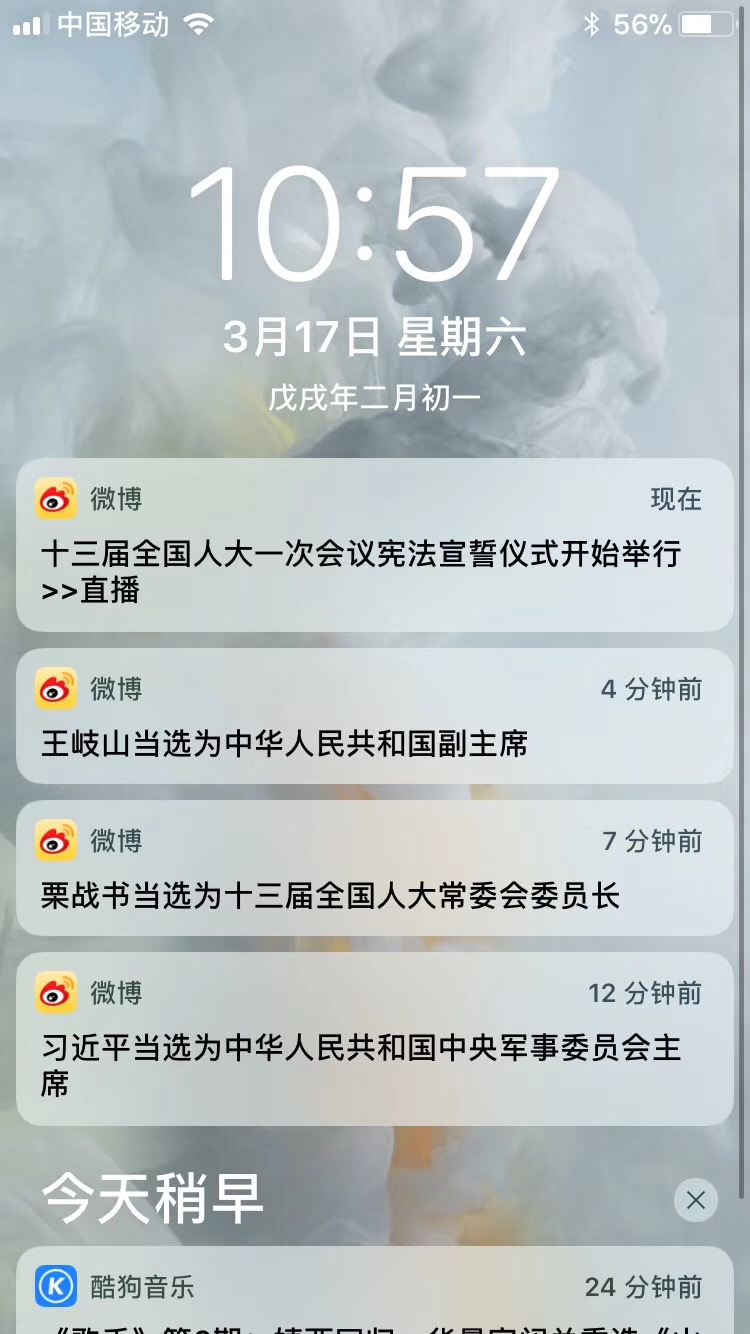 中国移动 56%
10:57
3月17日 星期六
戊戌年二月初一
微博 现在
十三届全国人大一次会议宪法宣誓仪式开始举行
>>直播
微博 4 分钟前
王岐山当选为中华人民共和国副主席
微博 7 分钟前
栗战书当选为十三届全国人大常委会委员长
微博 12 分钟前
习近平当选为中华人民共和国中央军事委员会主
席
今天稍早
K 酷狗音乐 24 分钟前